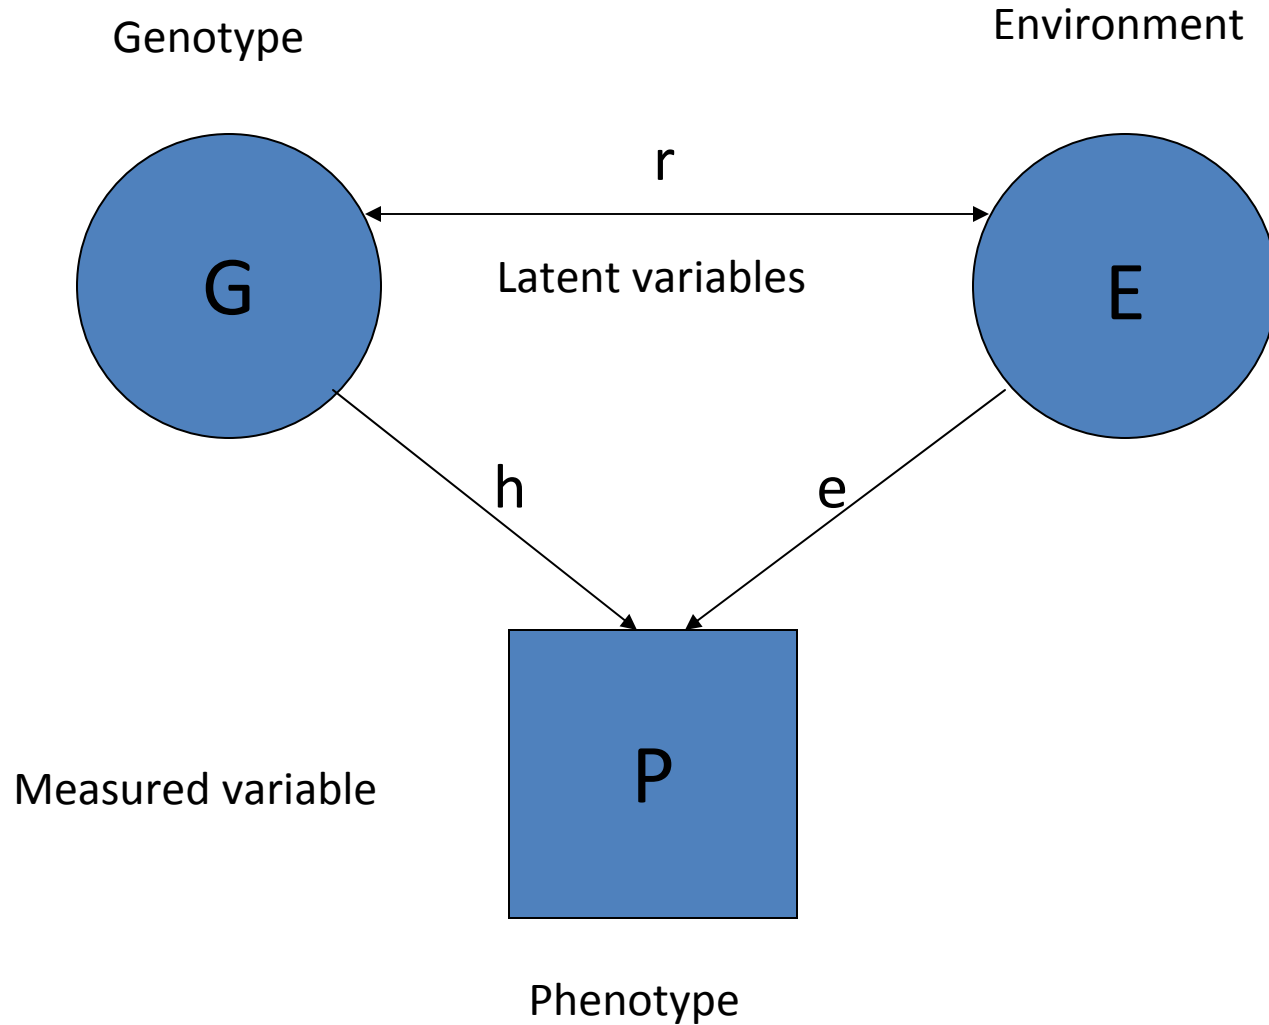 Genotype
Environment
r
Latent variables
G
E
h
e
P
Measured variable
Phenotype